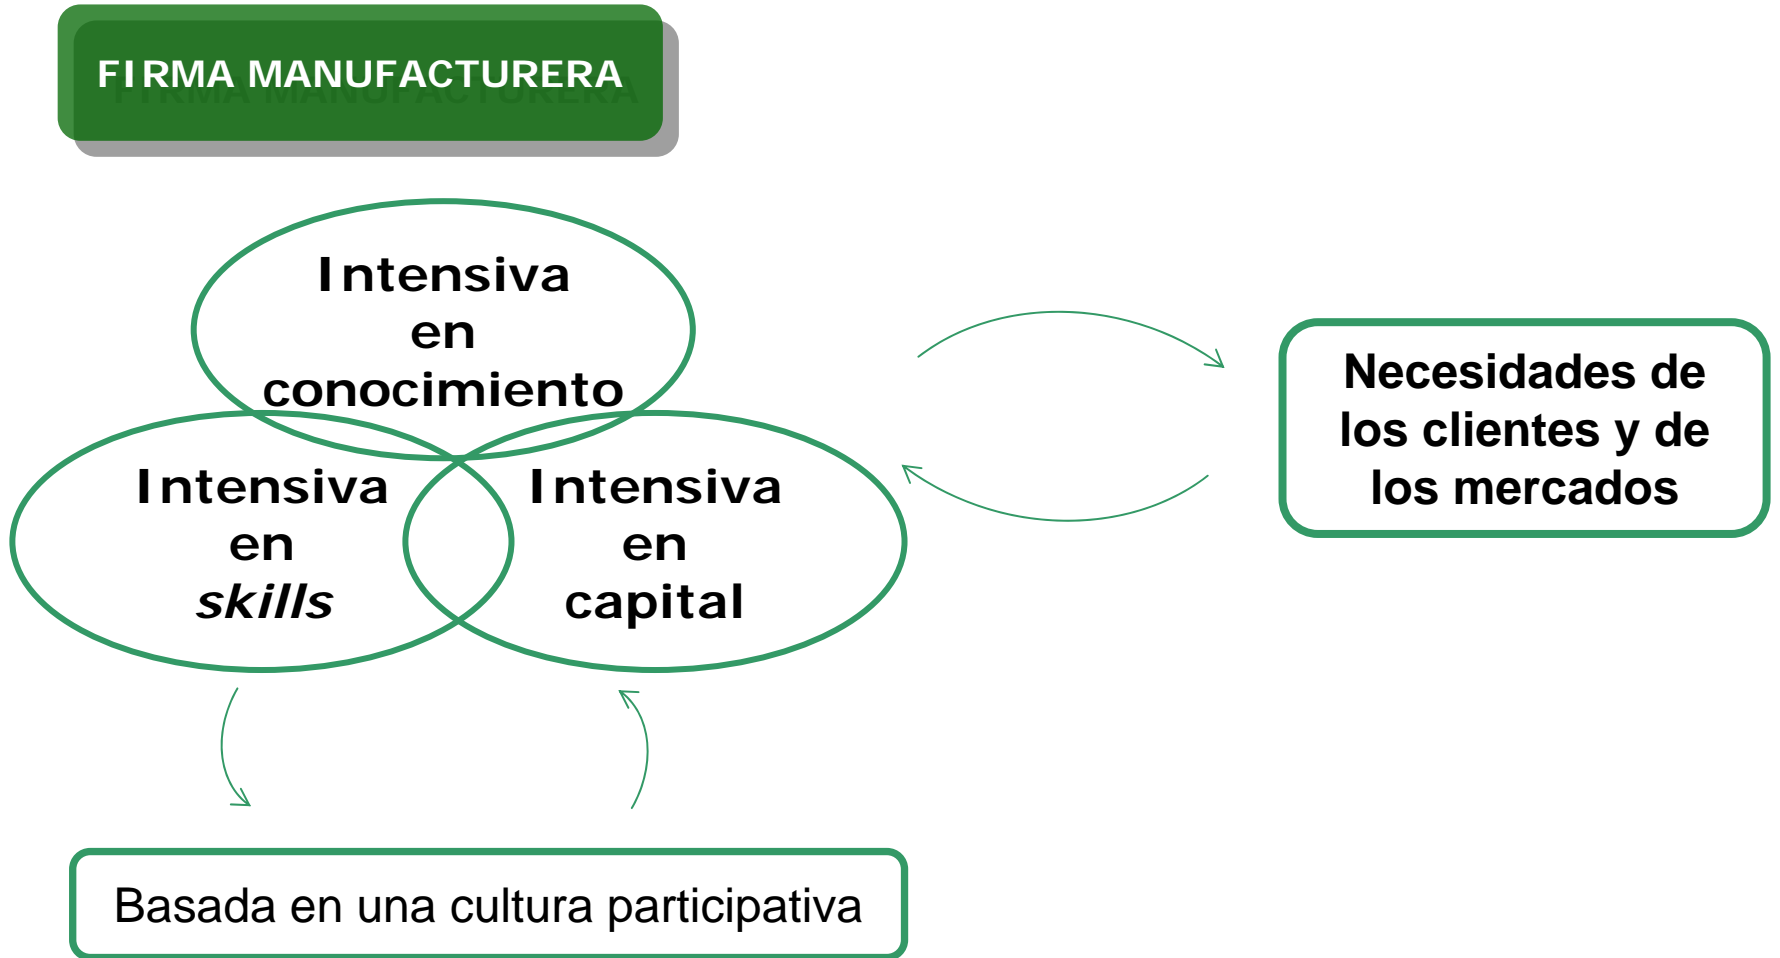 FIRMA MANUFACTURERA
Intensiva
en
conocimiento
Intensiva
en
skills
Intensiva
en
capital
Necesidades de
los clientes y de
los mercados
Basada en una cultura participativa